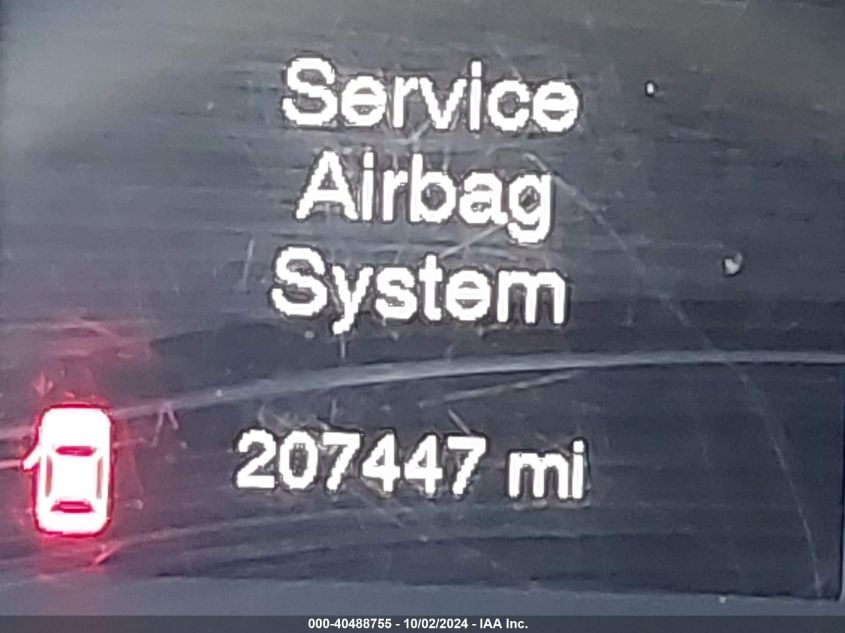 Service
Airbag
System
207447 mi
000-40488755 - 10/02/2024 - IAA Inc.